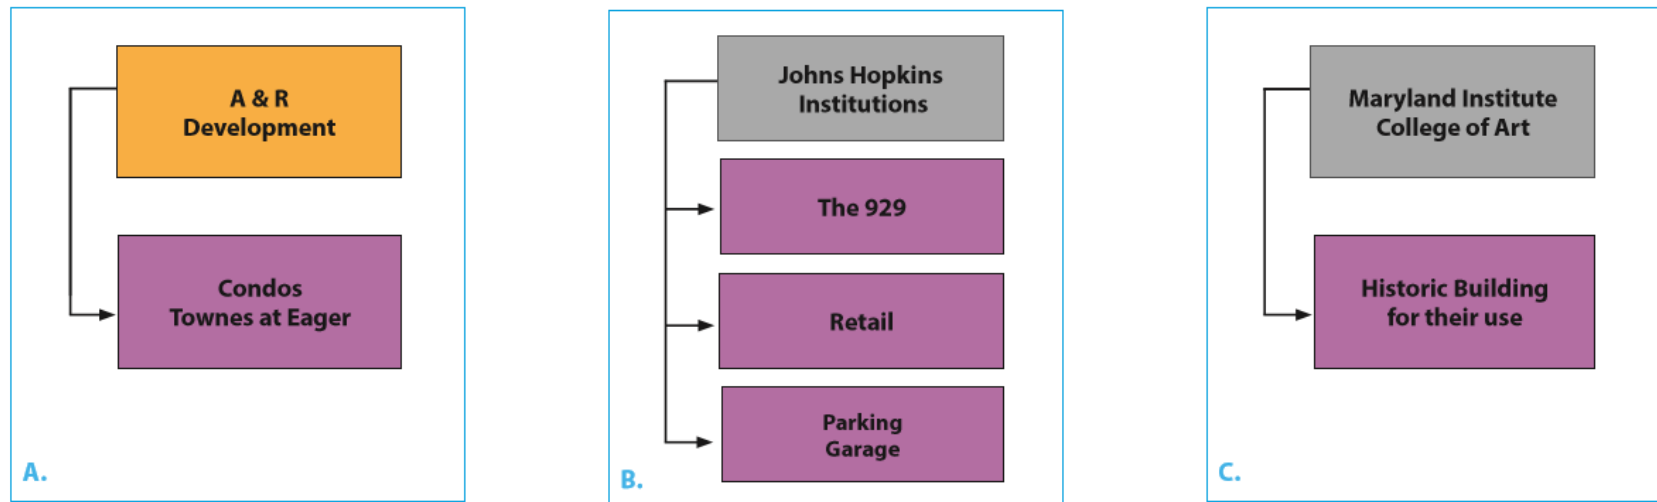 A & R
Development
Condos
Townes at Eager
A.
Johns Hopkins
Institutions
The 929
Retail
Parking
Garage
B.
Maryland Institute
College of Art
Historic Building
for their use
C.